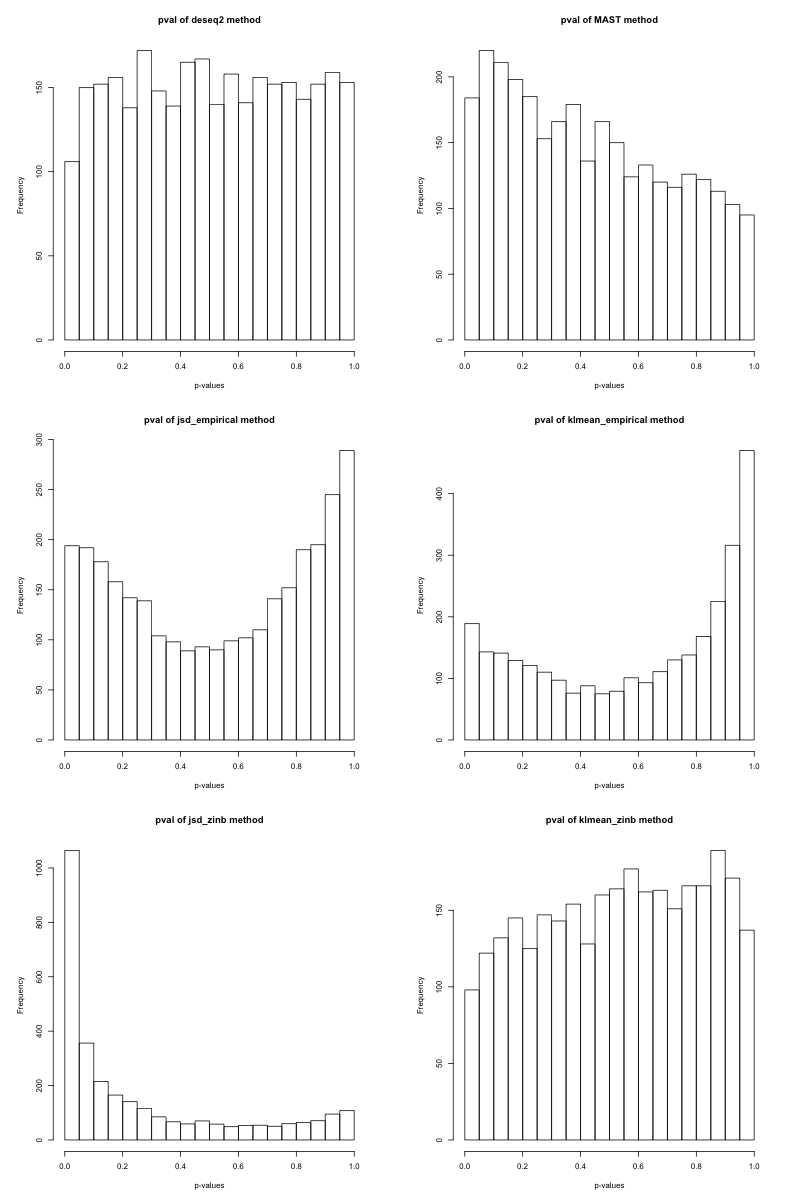 pval of deseq2 method
Frequency
0
50
100
150
0.0 0.2 0.4 0.6 0.8 1.0
p-values
pval of MAST method
Frequency
0
50
100
150
200
0.0 0.2 0.4 0.6 0.8 1.0
p-values
pval of jsd_empirical method
Frequency
0
50
100
150
200
250
300
0.0 0.2 0.4 0.6 0.8 1.0
p-values
pval of klmean_empirical method
Frequency
0
100
200
300
400
0.0 0.2 0.4 0.6 0.8 1.0
p-values
pval of jsd_zinb method
Frequency
0
200
400
600
800
1000
0.0 0.2 0.4 0.6 0.8 1.0
p-values
pval of klmean_zinb method
Frequency
0
50
100
150
0.0 0.2 0.4 0.6 0.8 1.0
p-values